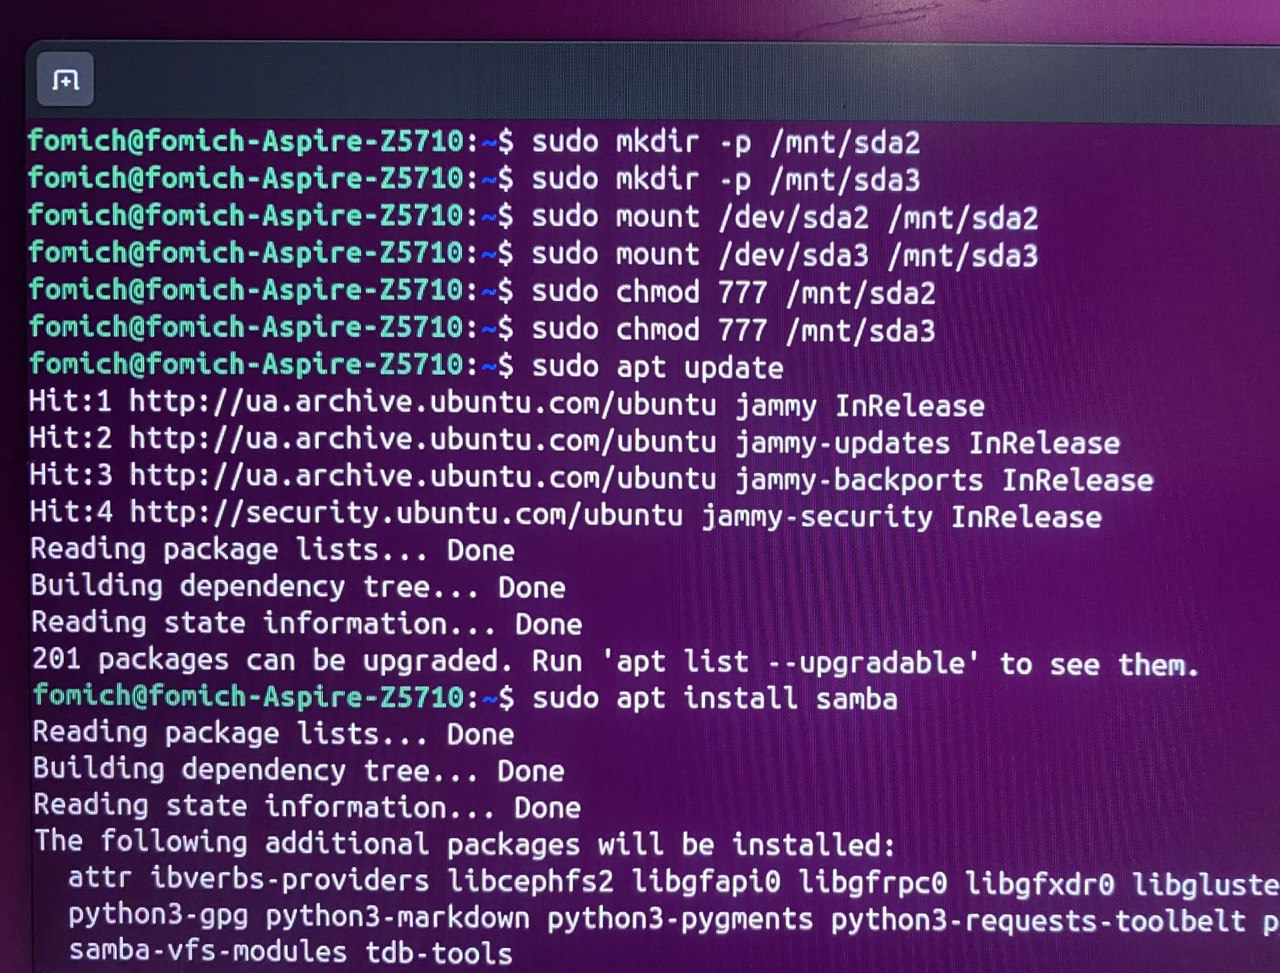 fomich@fomich-Aspire-Z5710:~$ sudo mkdir -p /mnt/sda2
fomich@fomich-Aspire-Z5710:~$ sudo mkdir -p /mnt/sda3
fomich@fomich-Aspire-Z5710:~$ sudo mount /dev/sda2 /mnt/sda2
fomich@fomich-Aspire-Z5710:~$ sudo mount /dev/sda3 /mnt/sda3
fomich@fomich-Aspire-Z5710:~$ sudo chmod 777 /mnt/sda2
fomich@fomich-Aspire-Z5710:~$ sudo chmod 777 /mnt/sda3
fomich@fomich-Aspire-Z5710:~$ sudo apt update
Hit:1 http://ua.archive.ubuntu.com/ubuntu jammy InRelease
Hit:2 http://ua.archive.ubuntu.com/ubuntu jammy-updates InRelease
Hit:3 http://ua.archive.ubuntu.com/ubuntu jammy-backports InRelease
Hit:4 http://security.ubuntu.com/ubuntu jammy-security InRelease
Reading package lists... Done
Building dependency tree... Done
Reading state information... Done
201 packages can be upgraded. Run 'apt list --upgradable' to see them.
fomich@fomich-Aspire-Z5710:~$ sudo apt install samba
Reading package lists... Done
Building dependency tree... Done
Reading state information... Done
The following additional packages will be installed:
attr ibverbs-providers libcephfs2 libgfapi0 libgfrpc0 libgfxdr0 libgluste
python3-gpg python3-markdown python3-pygments python3-requests-toolbelt p
samba-vfs-modules tdb-tools